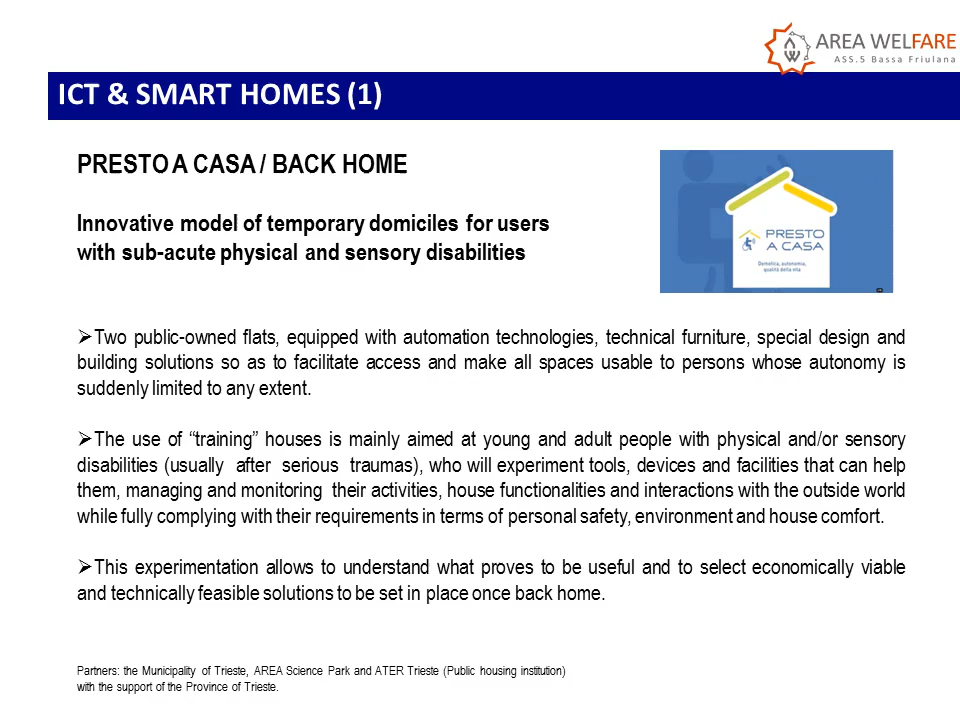 AREA WELFARE
ASS.5 Bassa Friulana
ICT & SMART HOMES (1)
PRESTO A CASA / BACK HOME
Innovative model of temporary domiciles for users
with sub-acute physical and sensory disabilities
PRESTO
A CASA
Domotica, autonomia,
qualità della vita
➢Two public-owned flats, equipped with automation technologies, technical furniture, special design and
building solutions so as to facilitate access and make all spaces usable to persons whose autonomy is
suddenly limited to any extent.
➢The use of “training” houses is mainly aimed at young and adult people with physical and/or sensory
disabilities (usually after serious traumas), who will experiment tools, devices and facilities that can help
them, managing and monitoring their activities, house functionalities and interactions with the outside world
while fully complying with their requirements in terms of personal safety, environment and house comfort.
➢This experimentation allows to understand what proves to be useful and to select economically viable
and technically feasible solutions to be set in place once back home.
Partners: the Municipality of Trieste, AREA Science Park and ATER Trieste (Public housing institution)
with the support of the Province of Trieste.